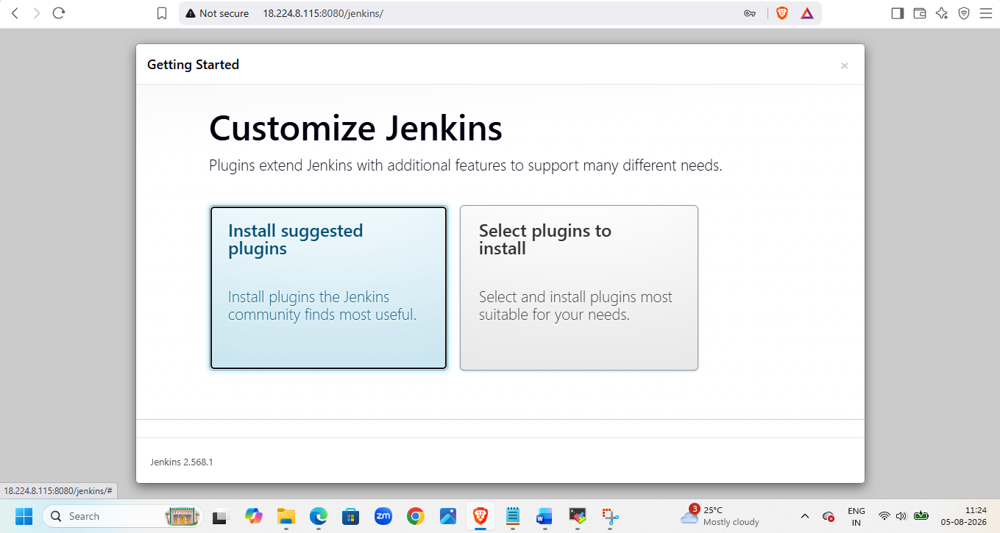 Not secure
18.224.8.115:8080/jenkins/
Getting Started
×
Customize Jenkins
Plugins extend Jenkins with additional features to support many different needs.
Install suggested
plugins
Install plugins the Jenkins
community finds most useful.
Select plugins to
install
Select and install plugins most
suitable for your needs.
Jenkins 2.568.1
18.224.8.115:8080/jenkins/#
Search
zm
W
3
25°C
Mostly cloudy
ENG
IN
11:24
05-08-2026